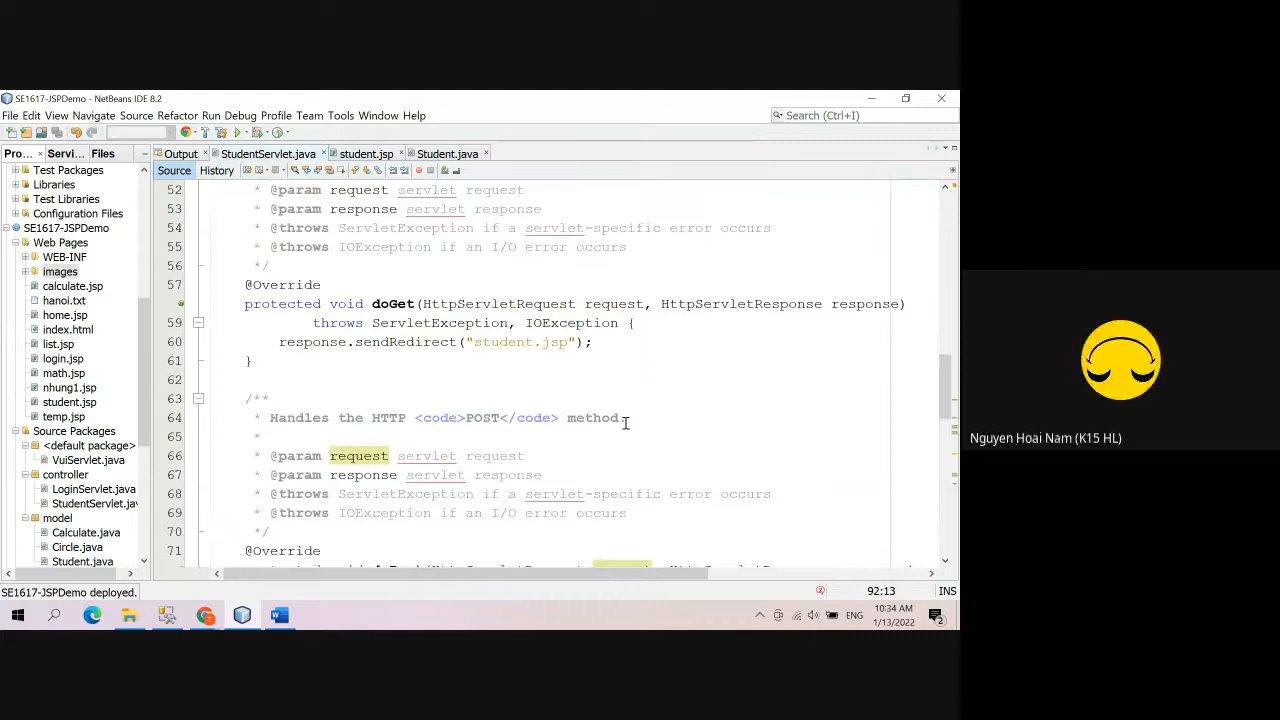 SE1617-JSPDemo - NetBeans IDE 8.2
File Edit View Navigate Source Refactor Run Debug Profile Team Tools Window Help
Search (Ctrl+I)
Pro... Servi... Files
Output StudentServlet.java student.jsp Student.java
Source History
Test Packages
Libraries
Test Libraries
Configuration Files
SE1617-JSPDemo
Web Pages
WEB-INF
images
calculate.jsp
hanoi.txt
home.jsp
index.html
list.jsp
login.jsp
math.jsp
nhung1.jsp
student.jsp
temp.jsp
Source Packages
<default package>
VuiServlet.java
controller
LoginServlet.java
StudentServlet.jav
model
Calculate.java
Circle.java
Student.java
52 * @param request servlet request
53 * @param response servlet response
54 * @throws ServletException if a servlet-specific error occurs
55 * @throws IOException if an I/O error occurs
56 */
57 @Override
protected void doGet(HttpServletRequest request, HttpServletResponse response)
59 throws ServletException, IOException {
60 response.sendRedirect("student.jsp");
61 }
62
63 /**
64 * Handles the HTTP <code>POST</code> method.
65 *
66 * @param request servlet request
67 * @param response servlet response
68 * @throws ServletException if a servlet-specific error occurs
69 * @throws IOException if an I/O error occurs
70 */
71 @Override
SE1617-JSPDemo deployed.
92:13 INS
ENG
10:34 AM
1/13/2022
2
Nguyen Hoai Nam (K15 HL)